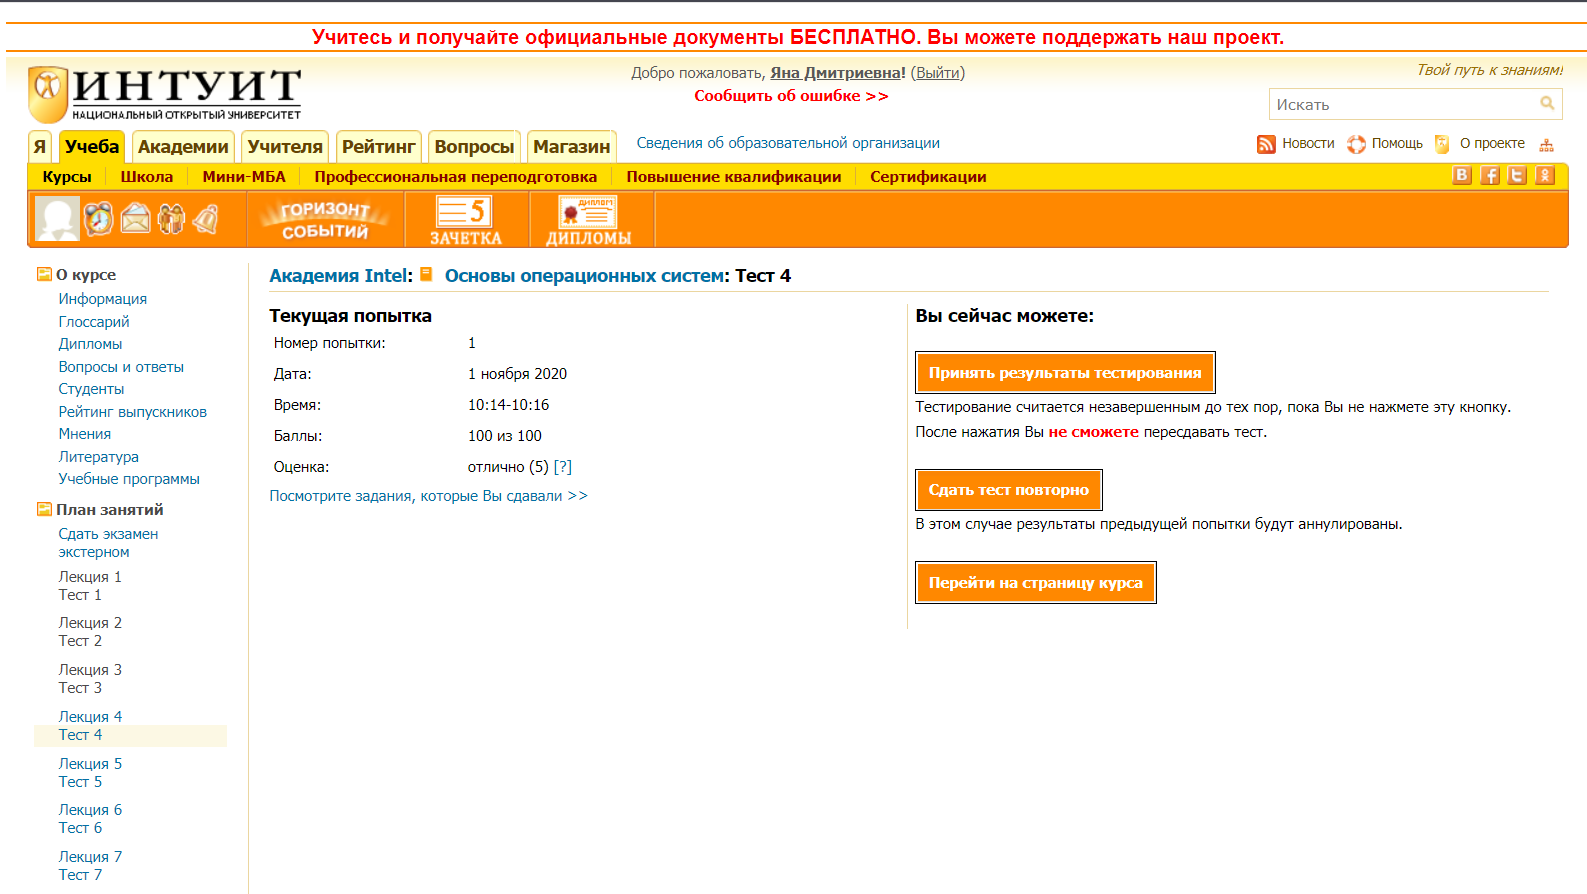 Учитесь и получайте официальные документы БЕСПЛАТНО. Вы можете поддержать наш проект.
ИНТУИТ
НАЦИОНАЛЬНЫЙ ОТКРЫТЫЙ УНИВЕРСИТЕТ
Добро пожаловать, Яна Дмитриевна! (Выйти)
Сообщить об ошибке >>
Твой путь к знаниям!
Искать
Я Учеба Академии Учителя Рейтинг Вопросы Магазин Сведения об образовательной организации Новости Помощь О проекте
Курсы Школа Мини-МБА Профессиональная переподготовка Повышение квалификации Сертификации
ГОРИЗОНТ СОБЫТИЙ
5
ЗАЧЕТКА
ДИПЛОМ
ДИПЛОМЫ
О курсе
Информация
Глоссарий
Дипломы
Вопросы и ответы
Студенты
Рейтинг выпускников
Мнения
Литература
Учебные программы
План занятий
Сдать экзамен
экстерном
Лекция 1
Тест 1
Лекция 2
Тест 2
Лекция 3
Тест 3
Лекция 4
Тест 4
Лекция 5
Тест 5
Лекция 6
Тест 6
Лекция 7
Тест 7
Академия Intel: Основы операционных систем: Тест 4
Текущая попытка
Номер попытки: 1
Дата: 1 ноября 2020
Время: 10:14-10:16
Баллы: 100 из 100
Оценка: отлично (5) [?]
Посмотрите задания, которые Вы сдавали >>
Вы сейчас можете:
Принять результаты тестирования
Тестирование считается незавершенным до тех пор, пока Вы не нажмете эту кнопку.
После нажатия Вы не сможете пересдавать тест.
Сдать тест повторно
В этом случае результаты предыдущей попытки будут аннулированы.
Перейти на страницу курса